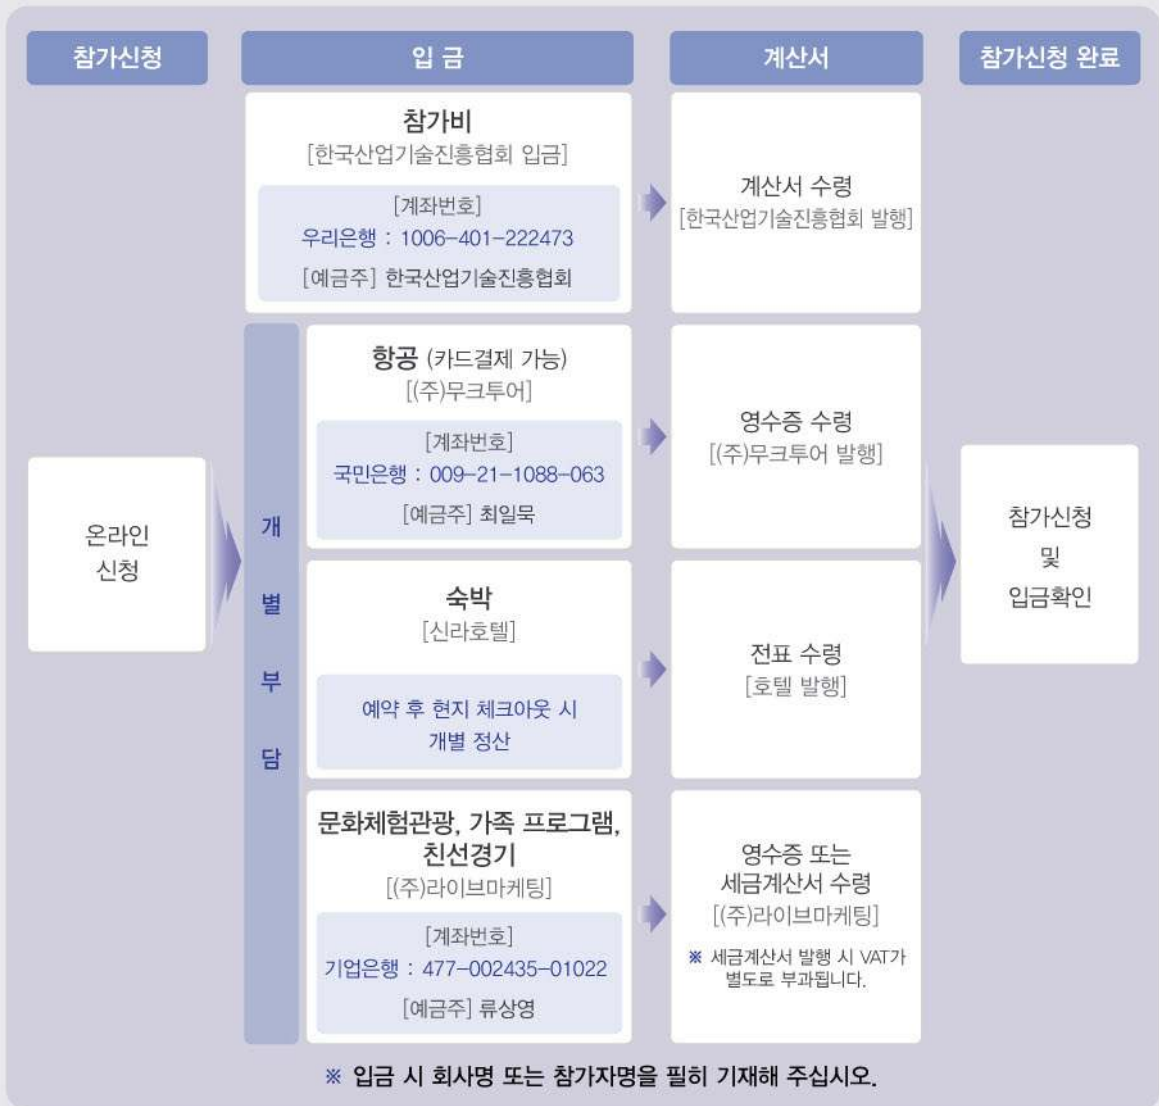 참가신청
입 금
계산서
참가신청 완료
온라인
신청
참가비
[한국산업기술진흥협회 입금]
[계좌번호]
우리은행 : 1006-401-222473
[예금주] 한국산업기술진흥협회
계산서 수령
[한국산업기술진흥협회 발행]
개
별
부
담
항공 (카드결제 가능)
[(주)무크투어]
[계좌번호]
국민은행 : 009-21-1088-063
[예금주] 최일묵
영수증 수령
[(주)무크투어 발행]
숙박
[신라호텔]
예약 후 현지 체크아웃 시
개별 정산
전표 수령
[호텔 발행]
문화체험관광, 가족 프로그램,
친선경기
[(주)라이브마케팅]
[계좌번호]
기업은행 : 477-002435-01022
[예금주] 류상영
영수증 또는
세금계산서 수령
[(주)라이브마케팅]
※ 세금계산서 발행 시 VAT가
별도로 부과됩니다.
참가신청
및
입금확인
※ 입금 시 회사명 또는 참가자명을 필히 기재해 주십시오.